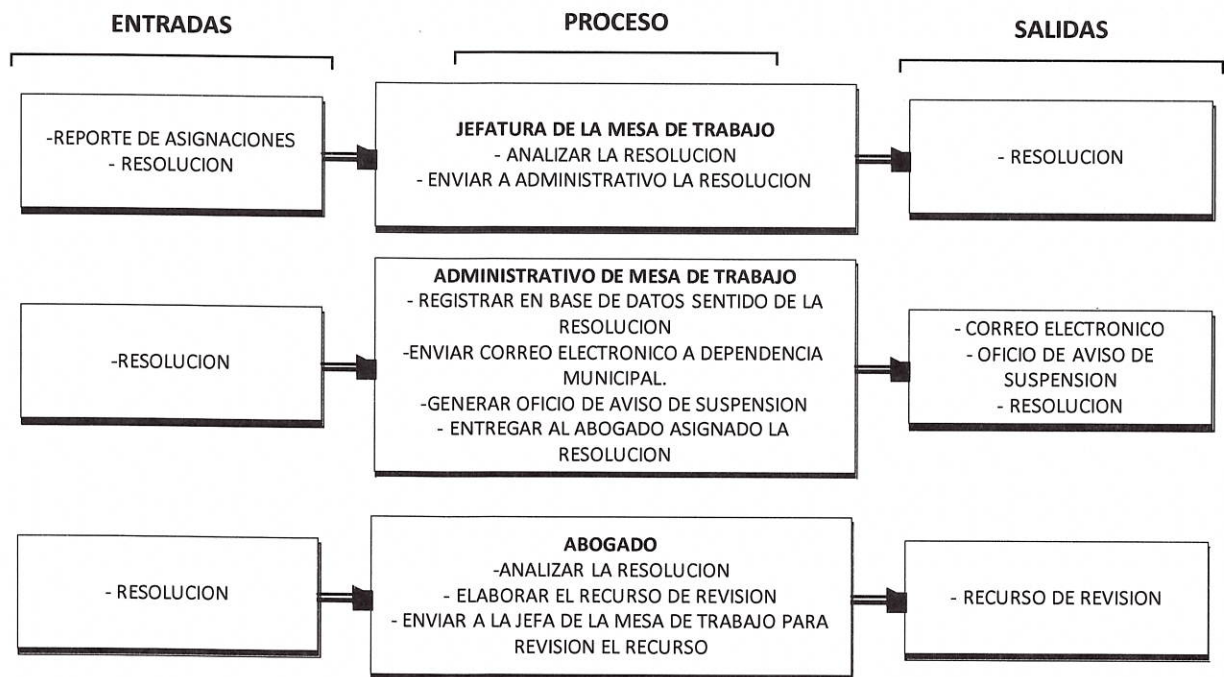 ENTRADAS
PROCESO
SALIDAS
-REPORTE DE ASIGNACIONES
- RESOLUCION
JEFATURA DE LA MESA DE TRABAJO
- ANALIZAR LA RESOLUCION
- ENVIAR A ADMINISTRATIVO LA RESOLUCION
- RESOLUCION
-RESOLUCION
ADMINISTRATIVO DE MESA DE TRABAJO
- REGISTRAR EN BASE DE DATOS SENTIDO DE LA
RESOLUCION
-ENVIAR CORREO ELECTRONICO A DEPENDENCIA
MUNICIPAL.
-GENERAR OFICIO DE AVISO DE SUSPENSION
- ENTREGAR AL ABOGADO ASIGNADO LA
RESOLUCION
- CORREO ELECTRONICO
- OFICIO DE AVISO DE
SUSPENSION
- RESOLUCION
- RESOLUCION
ABOGADO
-ANALIZAR LA RESOLUCION
- ELABORAR EL RECURSO DE REVISION
- ENVIAR A LA JEFA DE LA MESA DE TRABAJO PARA
REVISION EL RECURSO
- RECURSO DE REVISION